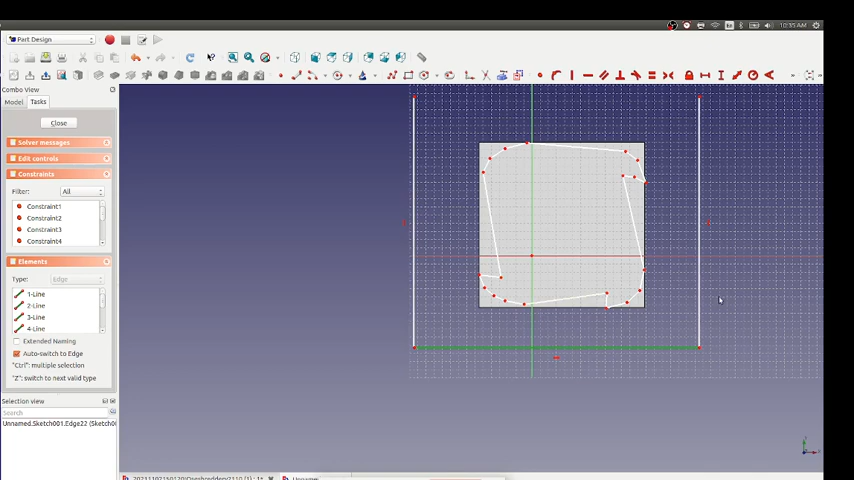 10:35 AM
Part Design
Combo View
Model Tasks
Close
Solver messages
Edit controls
Constraints
Filter: All
Constraint1
Constraint2
Constraint3
Constraint4
Elements
Type: Edge
1-Line
2-Line
3-Line
4-Line
Extended Naming
Auto-switch to Edge
"Ctrl": multiple selection
"Z": switch to next valid type
Selection view
Search
Unnamed.Sketch001.Edge22 (Sketch00
Unnamed